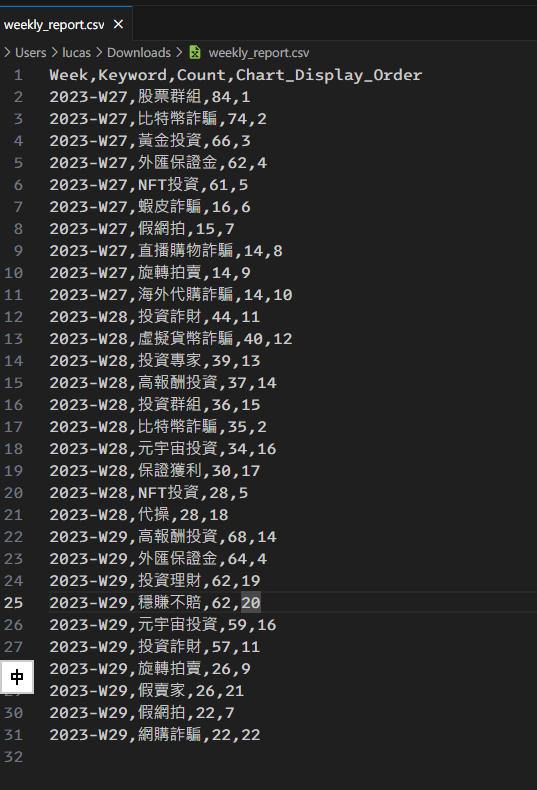 weekly_report.csv ×
> Users > lucas > Downloads > weekly_report.csv
1 Week,Keyword,Count,Chart_Display_Order
2 2023-W27,股票群組,84,1
3 2023-W27,比特幣詐騙,74,2
4 2023-W27,黃金投資,66,3
5 2023-W27,外匯保證金,62,4
6 2023-W27,NFT投資,61,5
7 2023-W27,蝦皮詐騙,16,6
8 2023-W27,假網拍,15,7
9 2023-W27,直播購物詐騙,14,8
10 2023-W27,旋轉拍賣,14,9
11 2023-W27,海外代購詐騙,14,10
12 2023-W28,投資詐財,44,11
13 2023-W28,虛擬貨幣詐騙,40,12
14 2023-W28,投資專家,39,13
15 2023-W28,高報酬投資,37,14
16 2023-W28,投資群組,36,15
17 2023-W28,比特幣詐騙,35,2
18 2023-W28,元宇宙投資,34,16
19 2023-W28,保證獲利,30,17
20 2023-W28,NFT投資,28,5
21 2023-W28,代操,28,18
22 2023-W29,高報酬投資,68,14
23 2023-W29,外匯保證金,64,4
24 2023-W29,投資理財,62,19
25 2023-W29,穩賺不賠,62,20
26 2023-W29,元宇宙投資,59,16
27 2023-W29,投資詐財,57,11
中 2023-W29,旋轉拍賣,26,9
2023-W29,假賣家,26,21
30 2023-W29,假網拍,22,7
31 2023-W29,網購詐騙,22,22
32